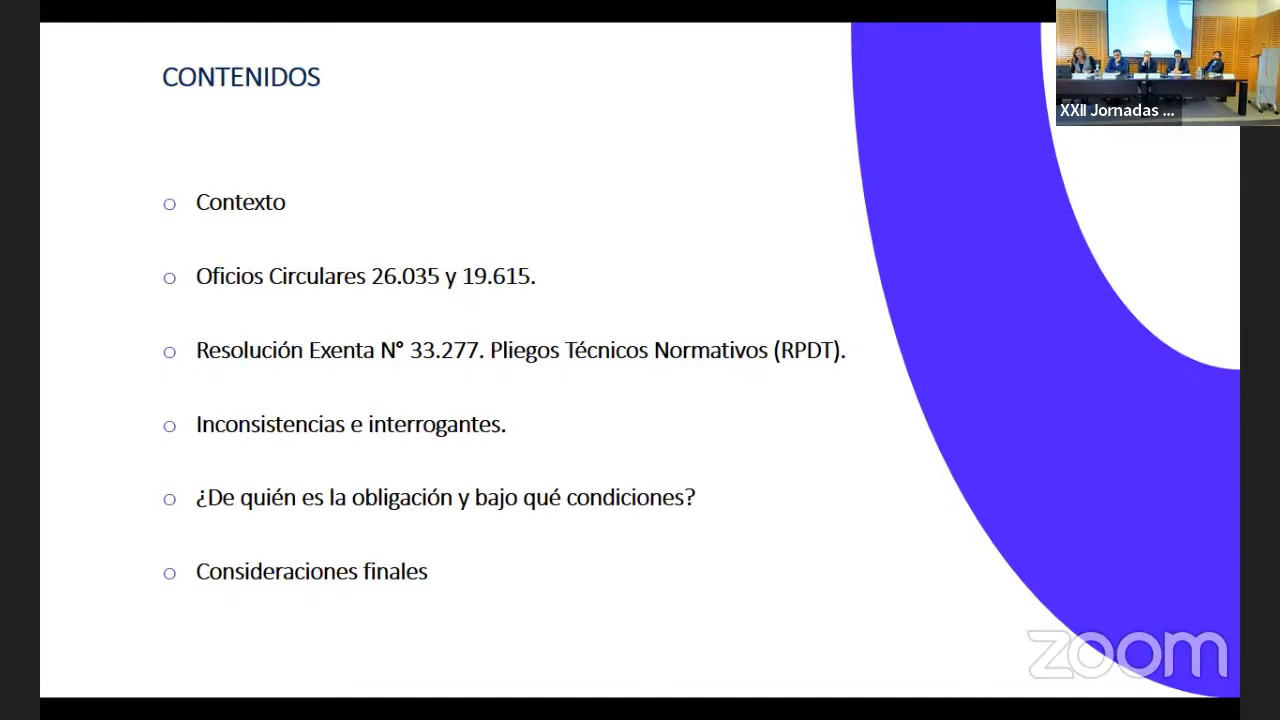 CONTENIDOS
XXII Jornadas ...
Contexto
Oficios Circulares 26.035 y 19.615.
Resolución Exenta N° 33.277. Pliegos Técnicos Normativos (RPDT).
Inconsistencias e interrogantes.
¿De quién es la obligación y bajo qué condiciones?
Consideraciones finales
zoom